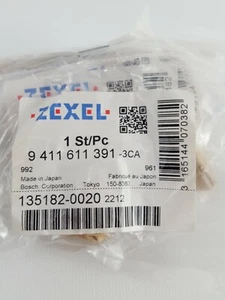 ZEXEL
1 St/Pc
9 411 611 391 -3CA
992 961
Made in Japan Fabriqué au Japon
Bosch Corporation Tokyo 150-8360 Japan
135182-0020 2212
3 165144 070382